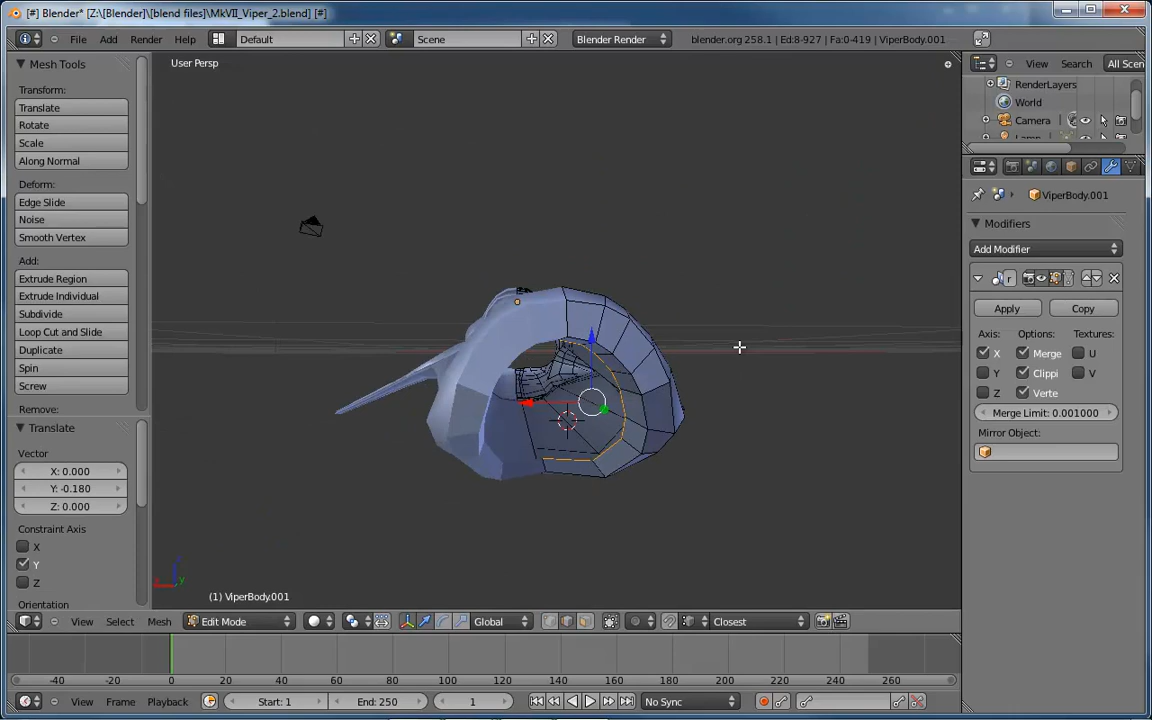 [#] Blender* [Z:\[Blender]\[blend files]\MkVII_Viper_2.blend] [#]
File Add Render Help Default Scene Blender Render blender.org 258.1 | Ed:8-927 | Fa:0-419 | ViperBody.001
Mesh Tools
Transform:
Translate
Rotate
Scale
Along Normal
Deform:
Edge Slide
Noise
Smooth Vertex
Add:
Extrude Region
Extrude Individual
Subdivide
Loop Cut and Slide
Duplicate
Spin
Screw
Remove:
Translate
Vector
X: 0.000
Y: -0.180
Z: 0.000
Constraint Axis
X
Y
Z
Orientation
User Persp
(1) ViperBody.001
View Search All Scen
RenderLayers
World
Camera
ViperBody.001
Modifiers
Add Modifier
Apply Copy
Axis: Options: Textures:
X Merge U
Y Clippi V
Z Verte
Merge Limit: 0.001000
Mirror Object:
View Select Mesh Edit Mode Global Closest
-40 -20 0 20 40 60 80 100 120 140 160 180 200 220 240 260
View Frame Playback Start: 1 End: 250 1 No Sync